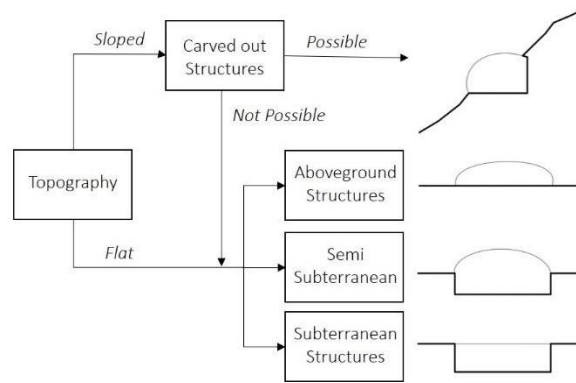 Sloped
Carved out
Structures
Possible
Not Possible
Topography
Aboveground
Structures
Flat
Semi
Subterranean
Subterranean
Structures